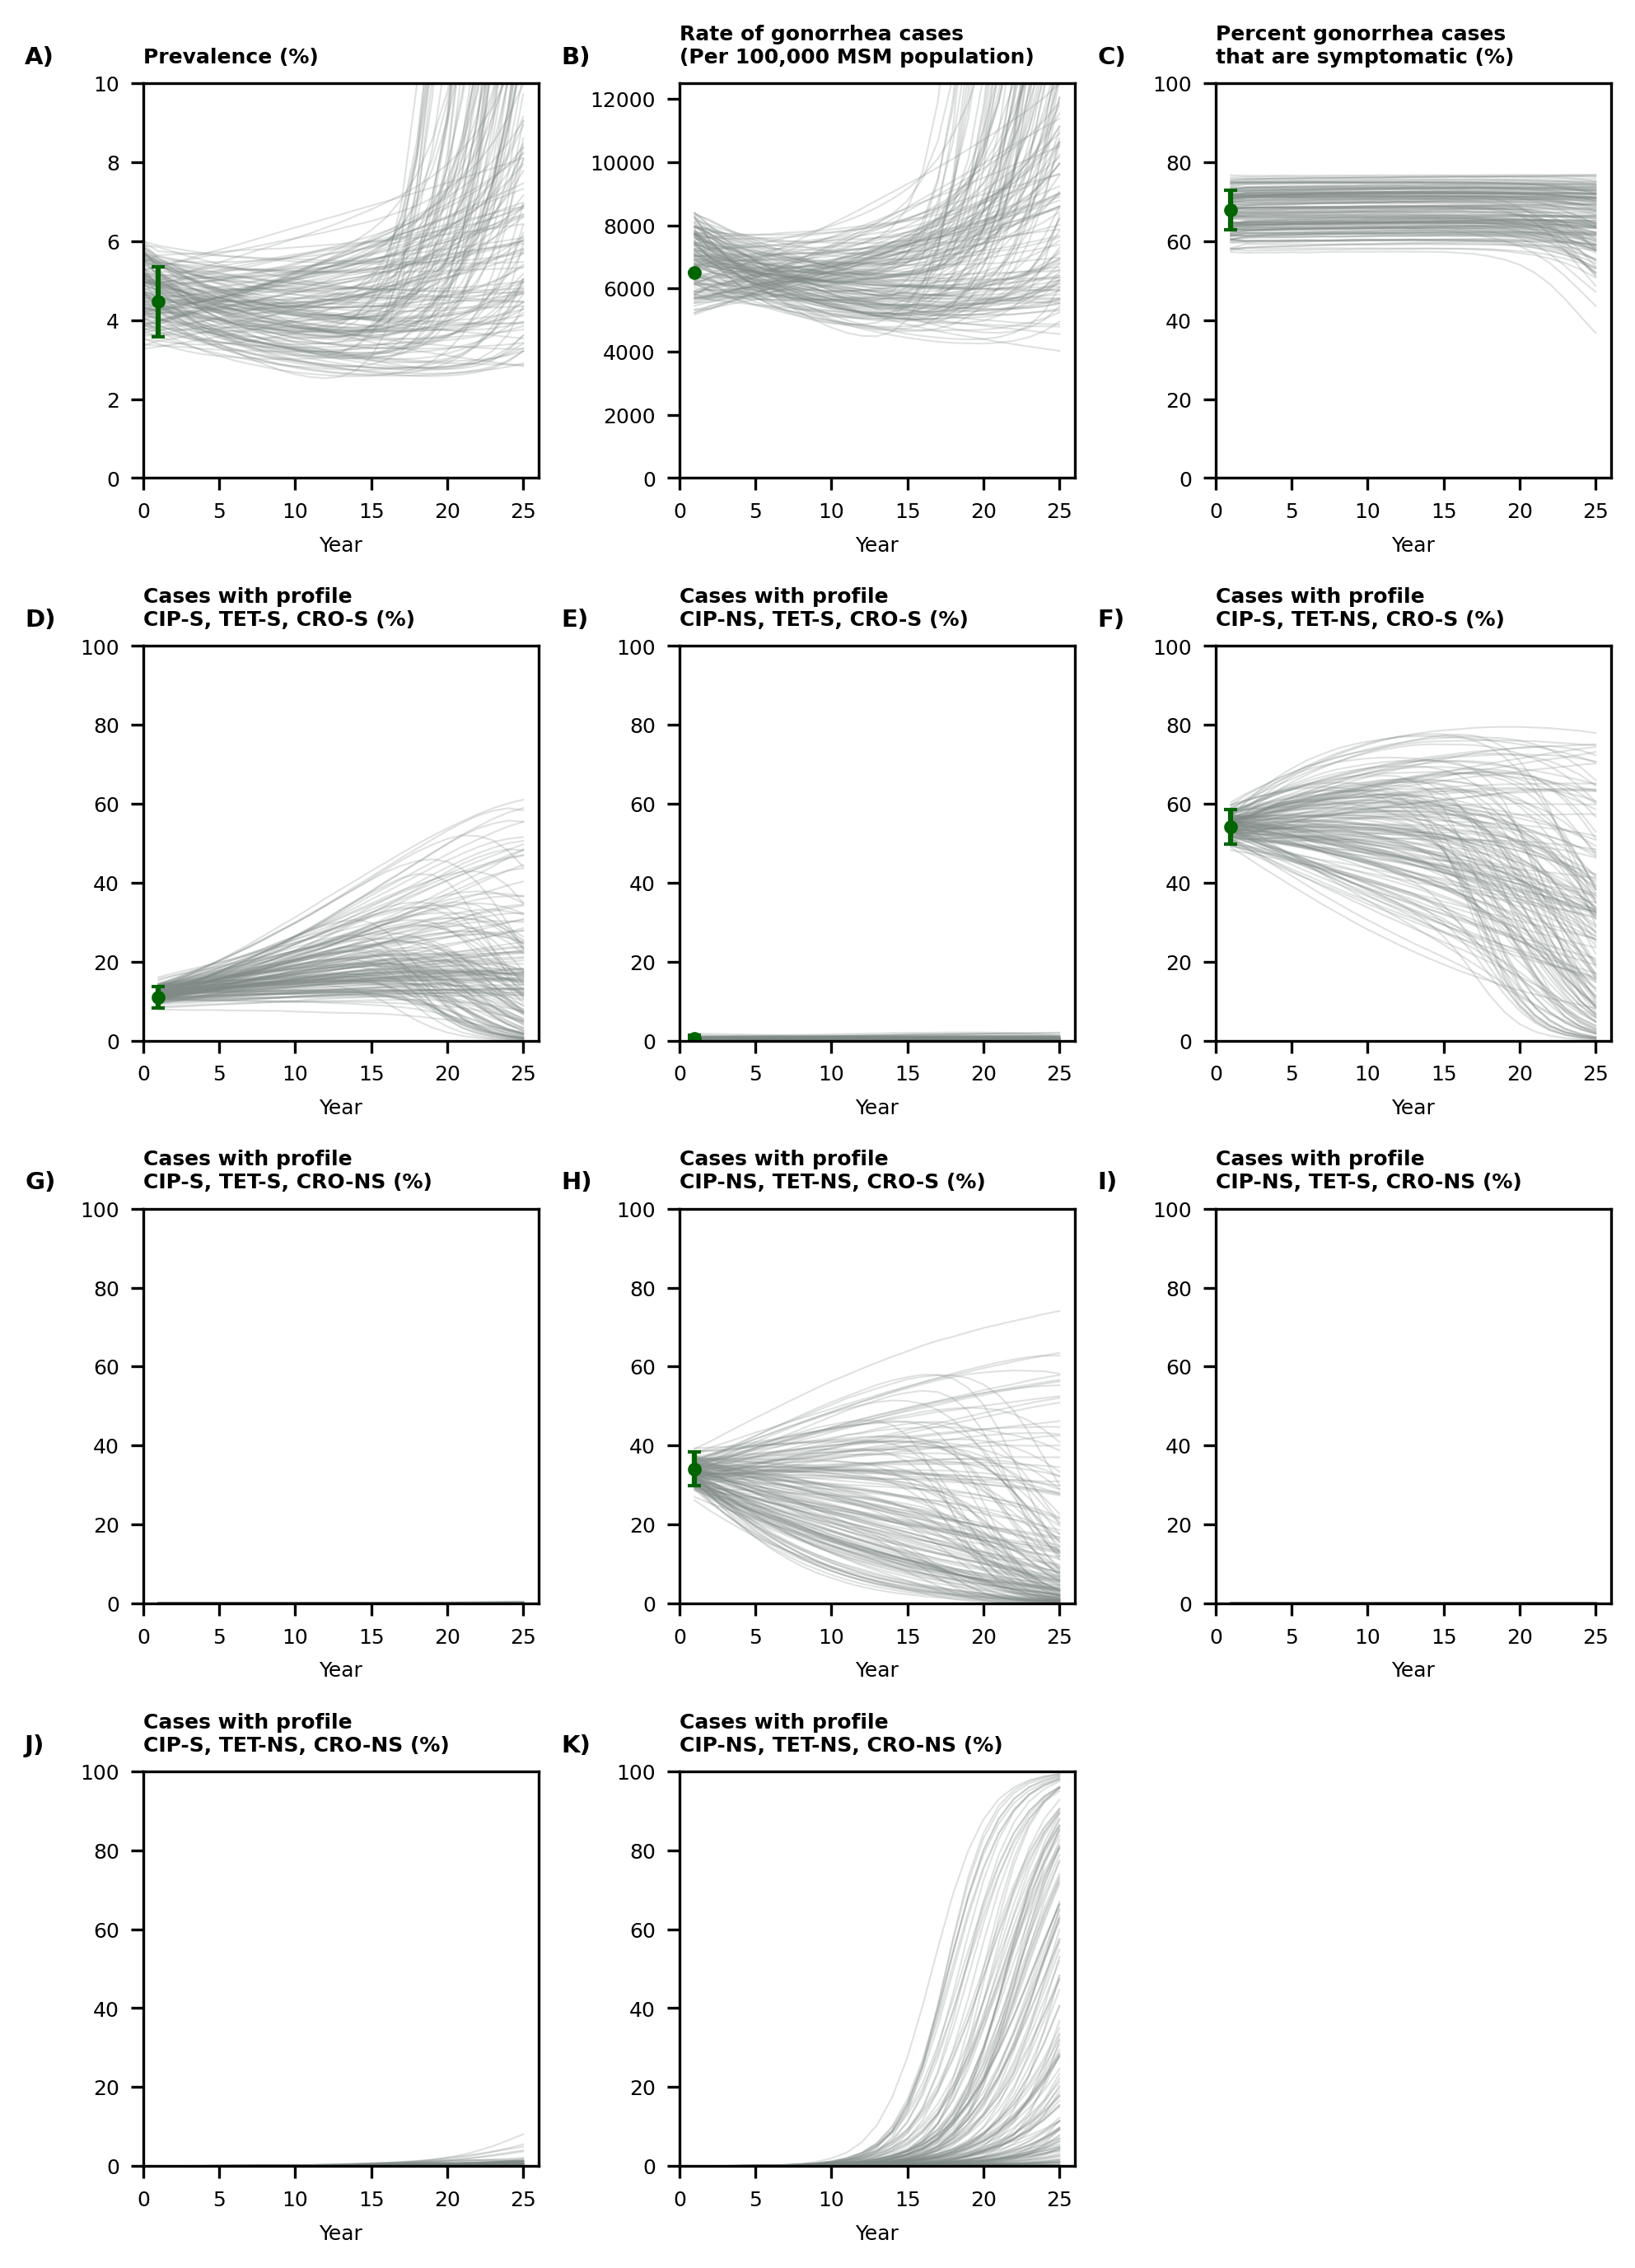 A)
Prevalence (%)
10
8
6
4
2
0
0 5 10 15 20 25
Year
B)
Rate of gonorrhea cases
(Per 100,000 MSM population)
12000
10000
8000
6000
4000
2000
0
0 5 10 15 20 25
Year
C)
Percent gonorrhea cases
that are symptomatic (%)
100
80
60
40
20
0
0 5 10 15 20 25
Year
D)
Cases with profile
CIP-S, TET-S, CRO-S (%)
100
80
60
40
20
0
0 5 10 15 20 25
Year
E)
Cases with profile
CIP-NS, TET-S, CRO-S (%)
100
80
60
40
20
0
0 5 10 15 20 25
Year
F)
Cases with profile
CIP-S, TET-NS, CRO-S (%)
100
80
60
40
20
0
0 5 10 15 20 25
Year
G)
Cases with profile
CIP-S, TET-S, CRO-NS (%)
100
80
60
40
20
0
0 5 10 15 20 25
Year
H)
Cases with profile
CIP-NS, TET-NS, CRO-S (%)
100
80
60
40
20
0
0 5 10 15 20 25
Year
I)
Cases with profile
CIP-NS, TET-S, CRO-NS (%)
100
80
60
40
20
0
0 5 10 15 20 25
Year
J)
Cases with profile
CIP-S, TET-NS, CRO-NS (%)
100
80
60
40
20
0
0 5 10 15 20 25
Year
K)
Cases with profile
CIP-NS, TET-NS, CRO-NS (%)
100
80
60
40
20
0
0 5 10 15 20 25
Year